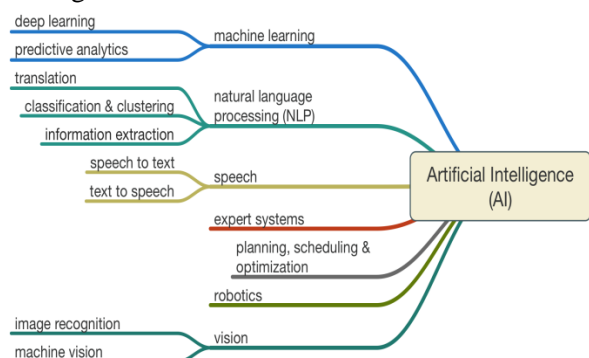 deep learning
predictive analytics
machine learning
translation
classification & clustering
information extraction
natural language
processing (NLP)
speech to text
text to speech
speech
expert systems
planning, scheduling &
optimization
robotics
image recognition
machine vision
vision
Artificial Intelligence
(AI)